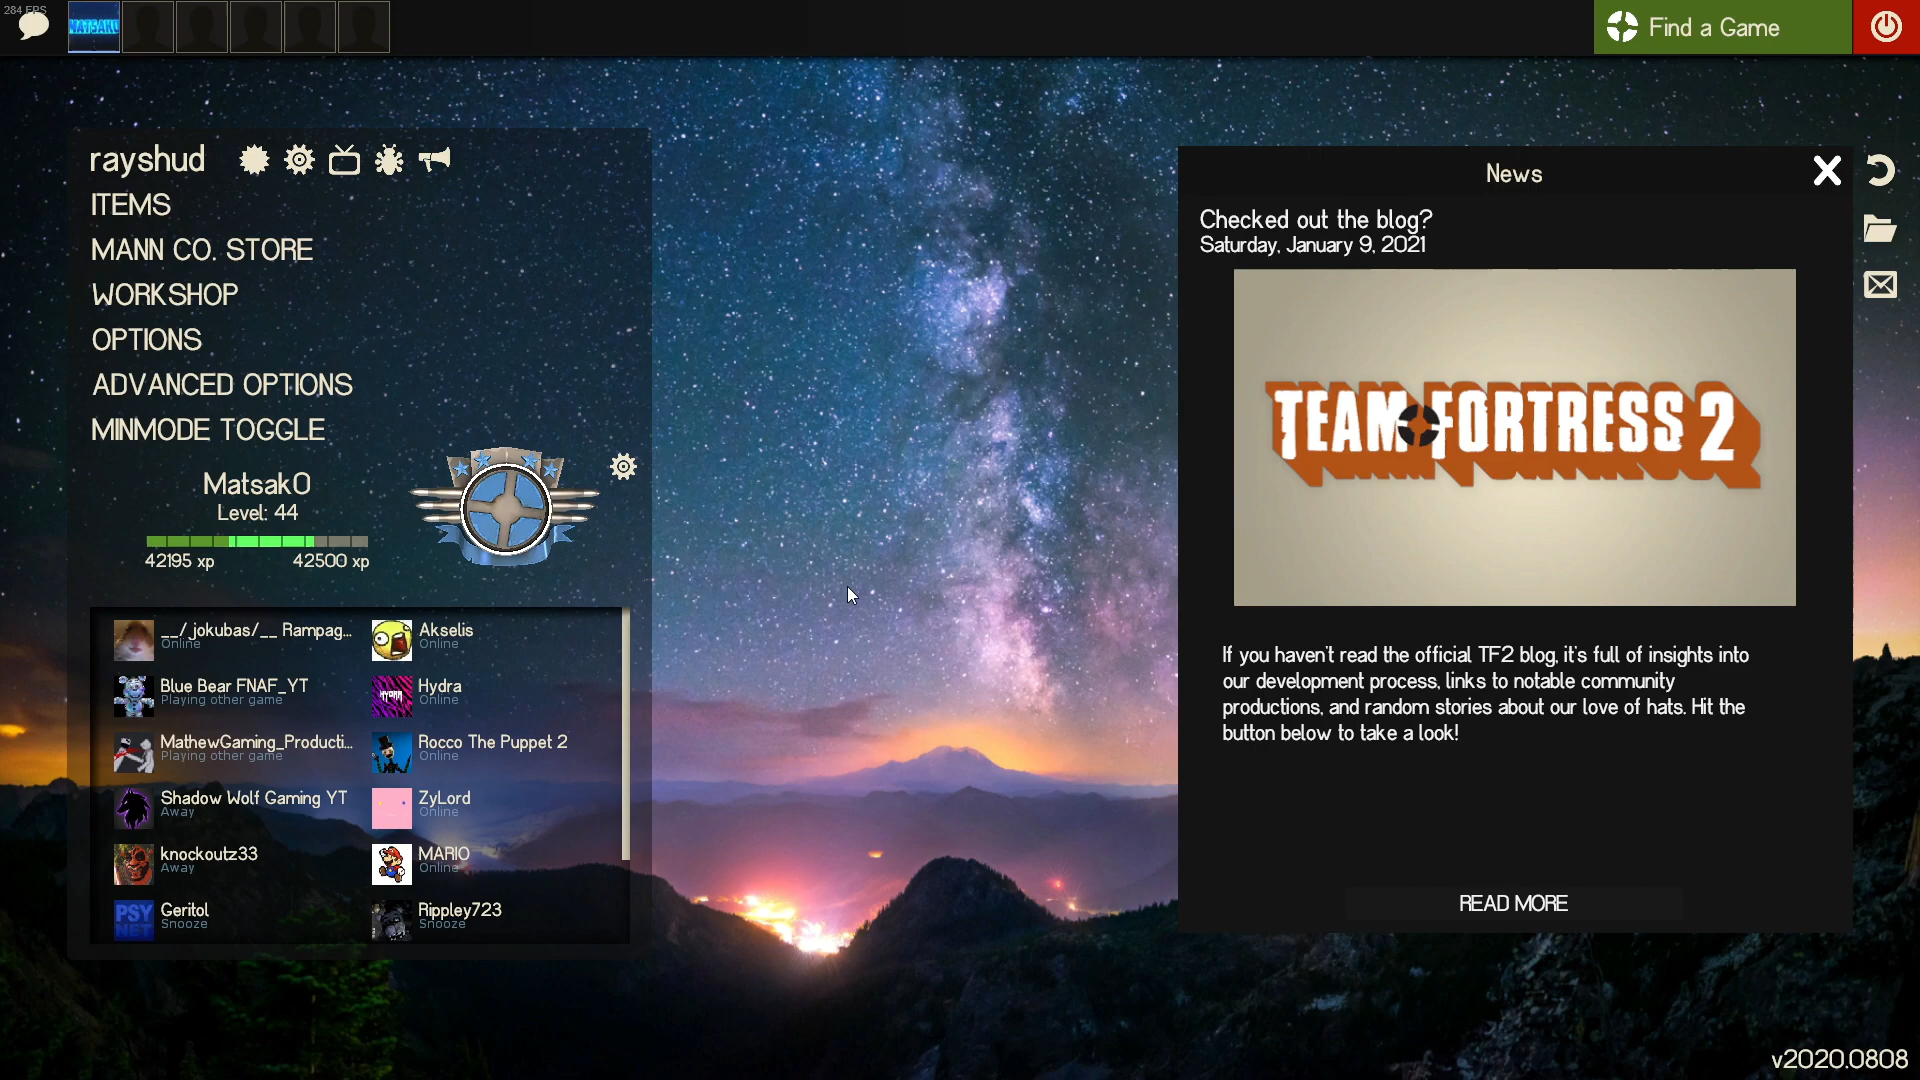 284 FPS
MATSAKO
Find a Game
rayshud
ITEMS
MANN CO. STORE
WORKSHOP
OPTIONS
ADVANCED OPTIONS
MINMODE TOGGLE
MatsakO
Level: 44
42195 xp
42500 xp
__/ jokubas/__ Rampag...
Online
Akselis
Online
Blue Bear FNAF_YT
Playing other game
Hydra
Online
HYDRA
MathewGaming_Producti...
Playing other game
Rocco The Puppet 2
Online
Shadow Wolf Gaming YT
Away
ZyLord
Online
knockoutz33
Away
MARIO
Online
PSY
NET
Geritol
Snooze
Rippley723
Snooze
News
Checked out the blog?
Saturday, January 9, 2021
TEAM FORTRESS 2
If you haven't read the official TF2 blog, it's full of insights into
our development process, links to notable community
productions, and random stories about our love of hats. Hit the
button below to take a look!
READ MORE
v2020.0808